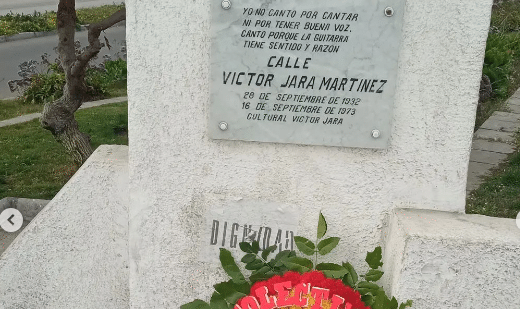 YO NO CANTO POR CANTAR
NI POR TENER BUENA VOZ.
CANTO PORQUE LA GUITARRA
TIENE SENTIDO Y RAZON
CALLE
VICTOR JARA MARTINEZ
28 DE SEPTIEMBRE DE 1932
16 DE SEPTIEMBRE DE 1973
CULTURAL VICTOR JARA
DIGNIDAD